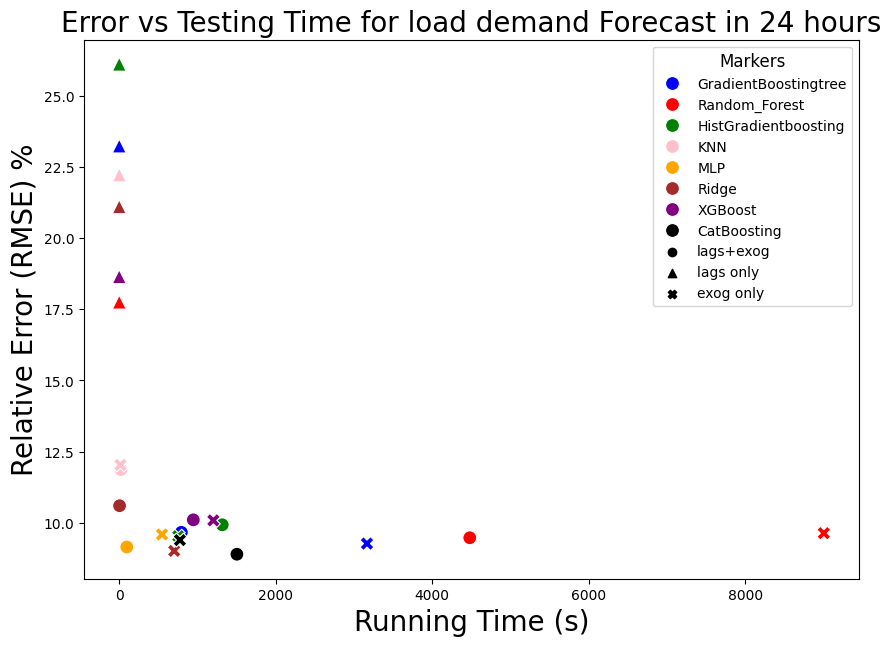 Error vs Testing Time for load demand Forecast in 24 hours
Relative Error (RMSE) %
25.0
22.5
20.0
17.5
15.0
12.5
10.0
Markers
GradientBoostingtree
Random_Forest
HistGradientboosting
KNN
MLP
Ridge
XGBoost
CatBoosting
lags+exog
lags only
exog only
0
2000
4000
6000
8000
Running Time (s)